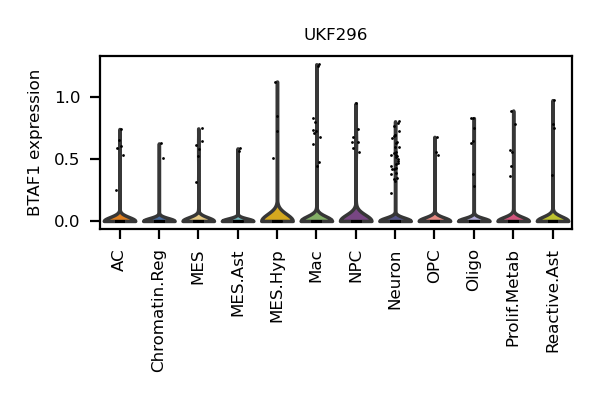 UKF296
BTAF1 expression
1.0
0.5
0.0
AC
Chromatin.Reg
MES
MES.Ast
MES.Hyp
Mac
NPC
Neuron
OPC
Oligo
Prolif.Metab
Reactive.Ast